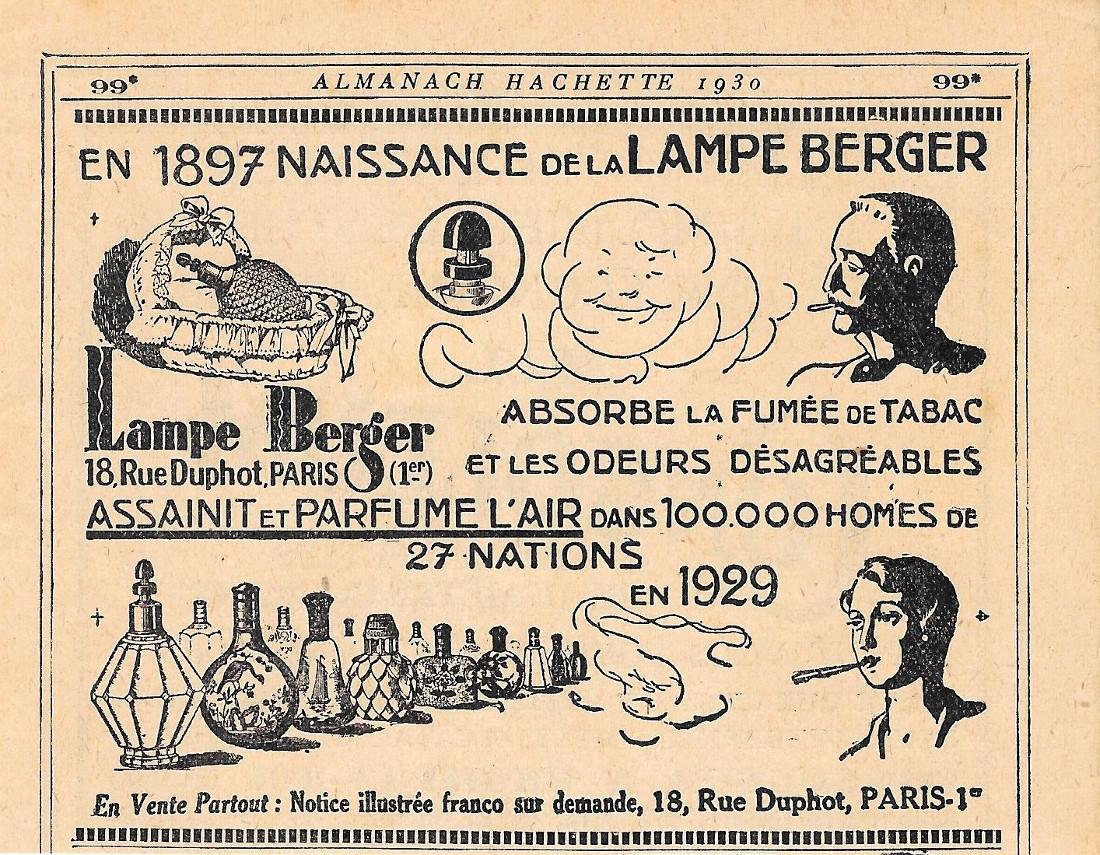 99* ALMANACH HACHETTE 1930 99*
EN 1897 NAISSANCE DE LA LAMPE BERGER
Lampe Berger
18, Rue Duphot, PARIS (1er)
ABSORBE LA FUMÉE DE TABAC
ET LES ODEURS DÉSAGRÉABLES
ASSAINIT ET PARFUME L'AIR DANS 100.000 HOMES DE
27 NATIONS
EN 1929
En Vente Partout : Notice illustrée franco sur demande, 18, Rue Duphot, PARIS-1er